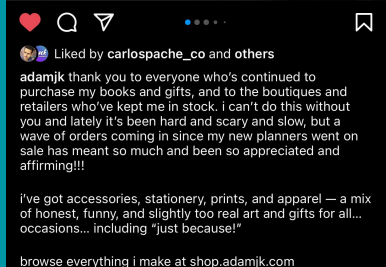 Liked by carlospache_co and others
adamjk thank you to everyone who’s continued to
purchase my books and gifts, and to the boutiques and
retailers who’ve kept me in stock. i can’t do this without
you and lately it’s been hard and scary and slow, but a
wave of orders coming in since my new planners went on
sale has meant so much and been so appreciated and
affirming!!!
i’ve got accessories, stationery, prints, and apparel — a mix
of honest, funny, and slightly too real art and gifts for all...
occasions... including “just because!”
browse everything i make at shop.adamjk.com